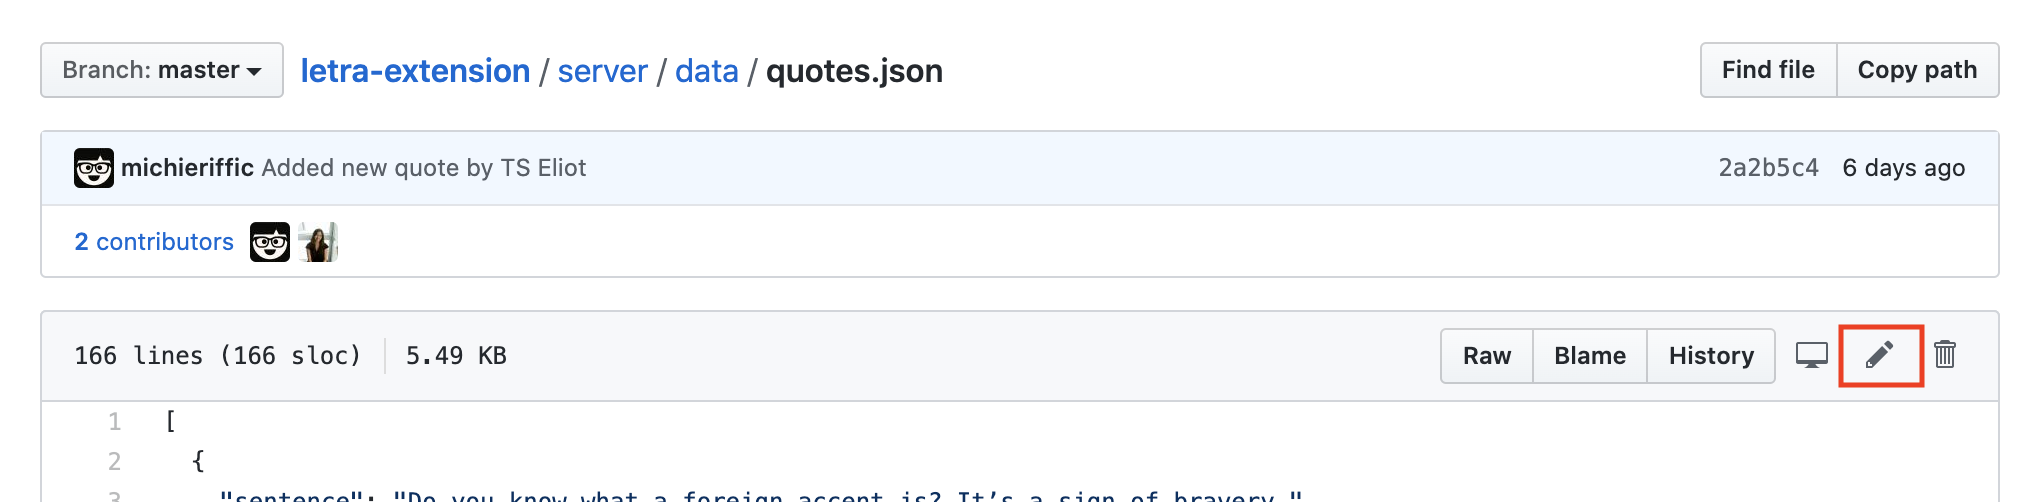 Branch: master
letra-extension / server / data / quotes.json
Find file
Copy path
michieriffic Added new quote by TS Eliot
2a2b5c4 6 days ago
2 contributors
166 lines (166 sloc) 5.49 KB
Raw
Blame
History
1 [
2 {
3 "sentence": "Do you know what a foreign accent is? It’s a sign of bravery."